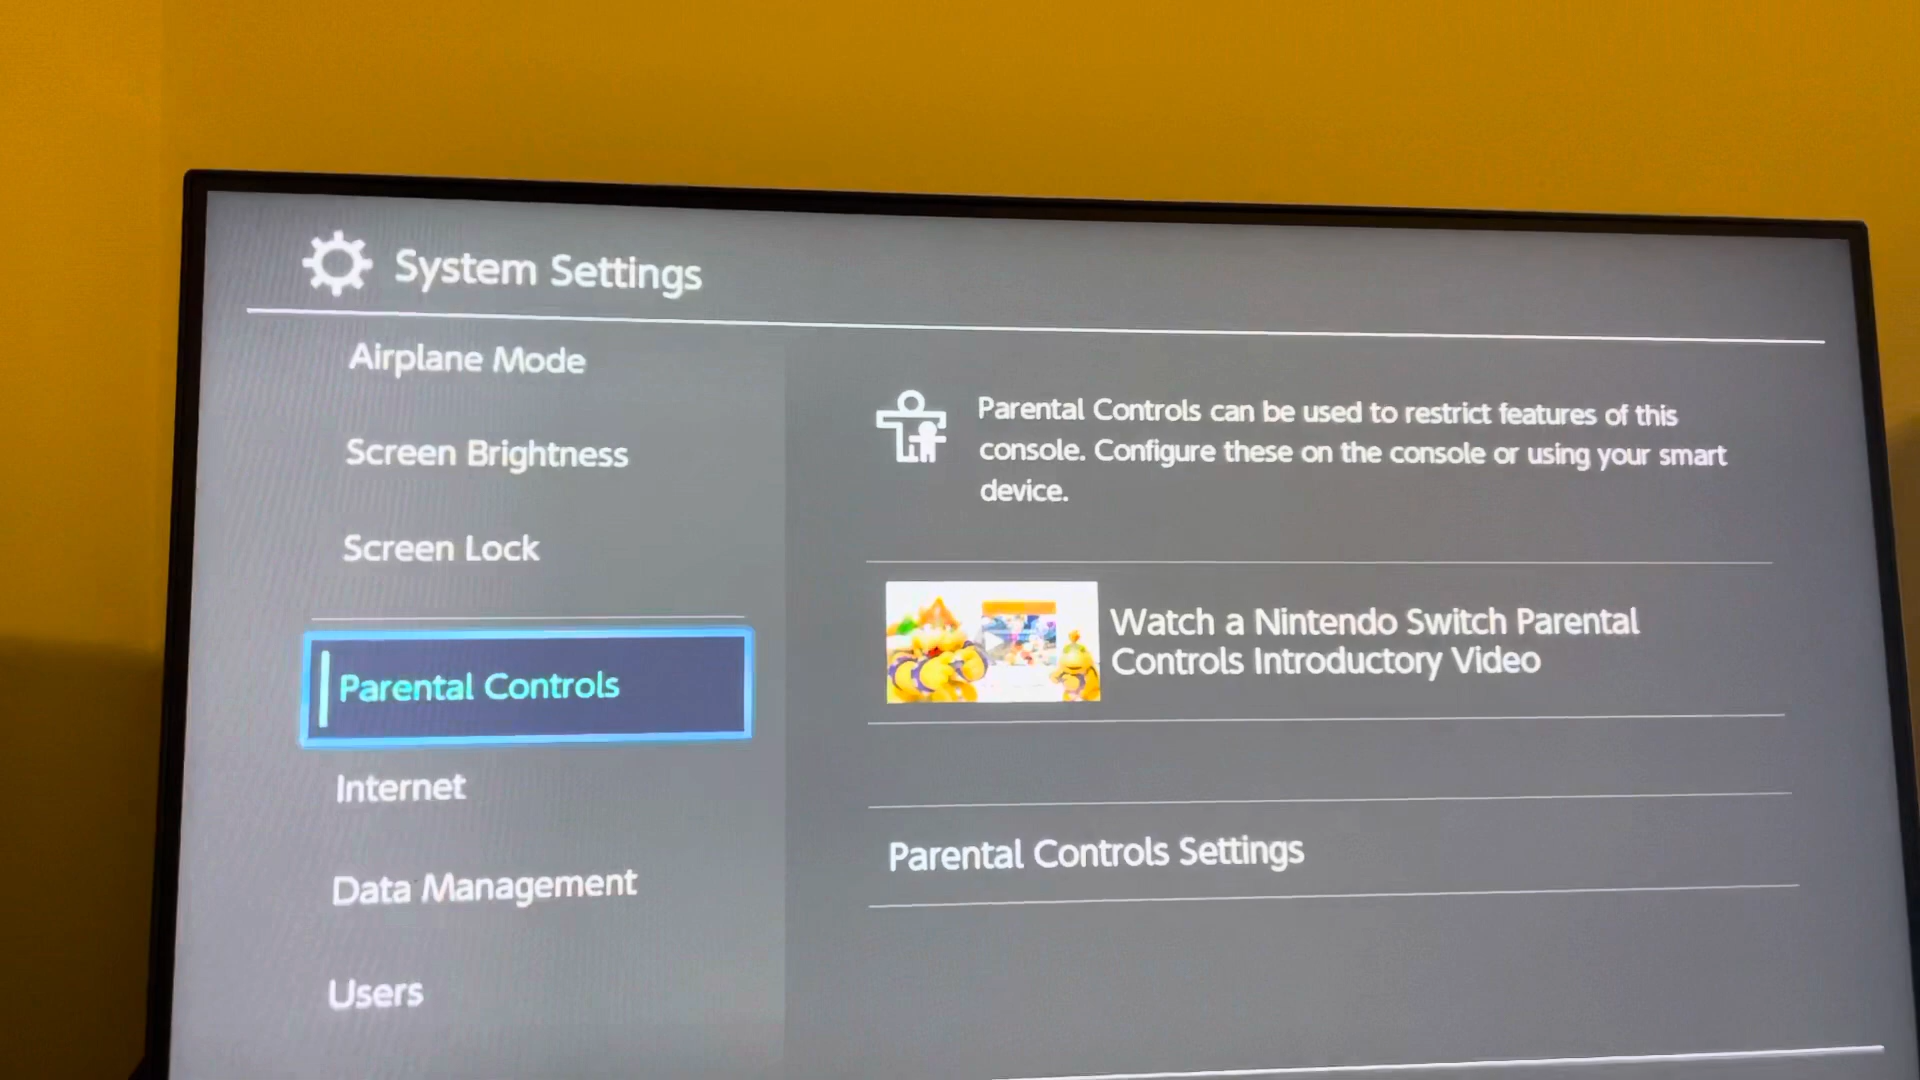 System Settings
Airplane Mode
Screen Brightness
Screen Lock
Parental Controls
Internet
Data Management
Users
Parental Controls can be used to restrict features of this
console. Configure these on the console or using your smart
device.
Watch a Nintendo Switch Parental
Controls Introductory Video
Parental Controls Settings